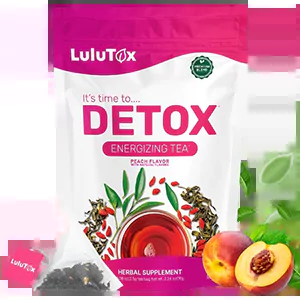 LuluTox
It's time to....
DETOX
ENERGIZING TEA
PEACH FLAVOR
HERBAL SUPPLEMENT
LULUTOX